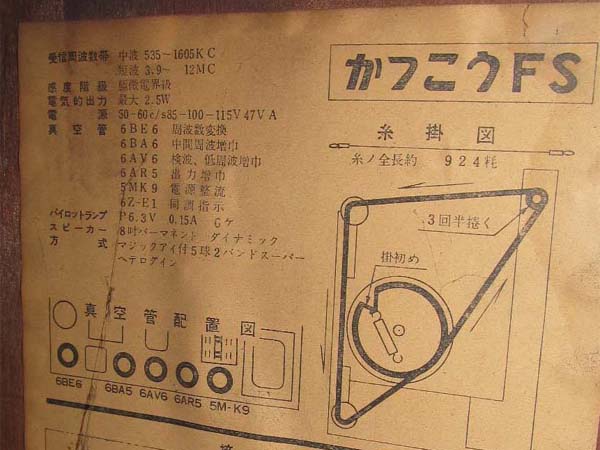 受信周波数帯 中波 535~1605KC
短波 3.9~ 12MC
感度階級 極微電界級
電気的出力 最大 2.5W
電源 50-60c/s85-100-115V47VA
真空管 6BE6 周波数変換
6BA6 中間周波増巾
6AV6 検波、低周波増巾
6AR5 出力増巾
5MK9 電源整流
6Z-E1 同調指示
パイロットランプ P6.3V 0.15A Gケ
スピーカー 8吋パーマネント ダイナミック
方式 マジックアイ付5球2バンドスーパー
ヘテロダイン
かつこうFS
糸掛図
糸ノ全長約 924粍
3回半捲く
掛初め
真空管配置図
6BE6 6BA5 6AV6 6AR5 5M-K9